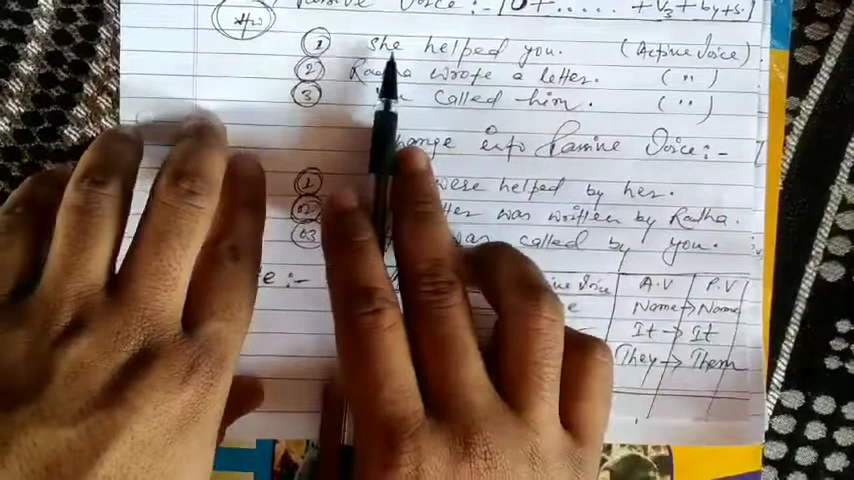 Passive Voice :- [O+......+V₃+by+s.]
① she helped you. (Active Voice)
② Radha wrote a letter. ( " )
③ called him. ( " )
into Passive Voice :-
① were helped by her.
② was written by Radha.
③ was called by you.
Voice A.V P.V
Name → Name
It → It
They → Them